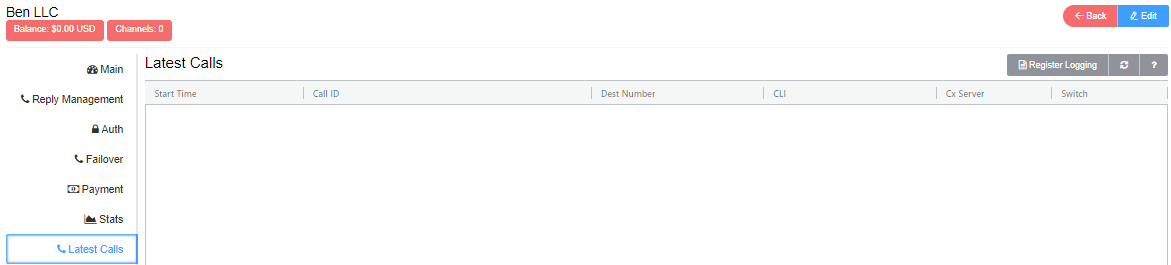 Ben LLC
Balance: $0.00 USD
Channels: 0
Back
Edit
Main
Reply Management
Auth
Failover
Payment
Stats
Latest Calls
Latest Calls
Register Logging
?
Start Time
Call ID
Dest Number
CLI
Cx Server
Switch